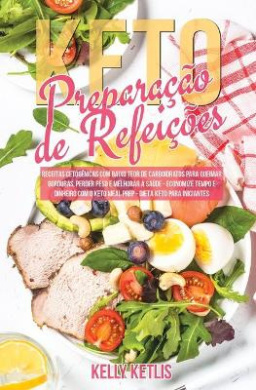 KETO
Preparação
de Refeições
RECEITAS CETOGÊNICAS COM BAIXO TEOR DE CARBOIDRATOS PARA QUEIMAR
GORDURAS, PERDER PESO E MELHORAR A SAÚDE - ECONOMIZE TEMPO E
DINHEIRO COM O KETO MEAL-PREP - DIETA KETO PARA INICIANTES
KELLY KETLIS